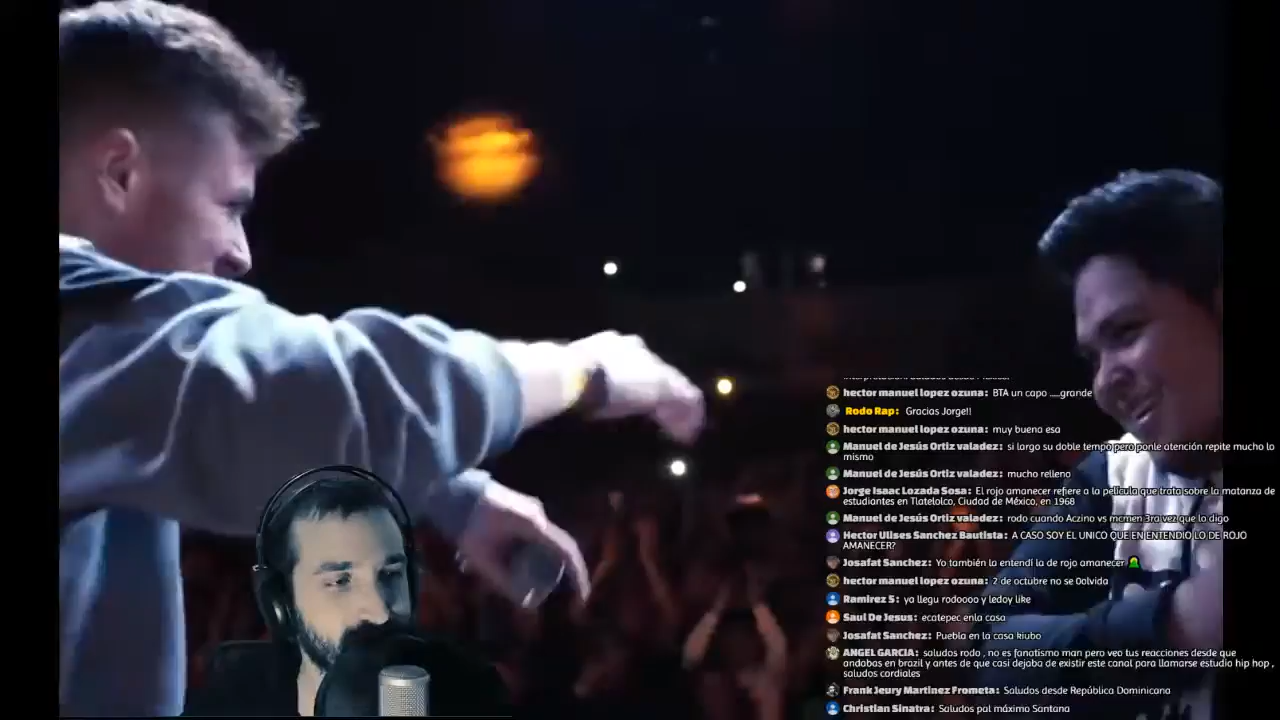 hector manuel lopez ozuna: BTA un capo .....grande
Rodo Rap: Gracias Jorge!!
hector manuel lopez ozuna: muy buena esa
Manuel de Jesús Ortiz valadez: si largo su doble tempo pero ponle atención repite mucho lo
mismo
Manuel de Jesús Ortiz valadez: mucho relleno
Jorge Isaac Lozada Sosa: El rojo amanecer refiere a la película que trata sobre la matanza de
estudiantes en Tlatelolco, Ciudad de México, en 1968
Manuel de Jesús Ortiz valadez: rodo cuando Aczino vs mcmen 3ra vez que lo digo
Hector Ulises Sanchez Bautista: A CASO SOY EL UNICO QUE EN ENTENDIO LO DE ROJO
AMANECER?
Josafat Sanchez: Yo también la entendí la de rojo amanecer
hector manuel lopez ozuna: 2 de octubre no se 0olvida
Ramirez S: ya llegu rodoooo y ledoy like
Saul De Jesus: ecatepec enla casa
Josafat Sanchez: Puebla en la casa kiubo
ANGEL GARCIA: saludos rodo , no es fanatismo man pero veo tus reacciones desde que
andabas en brazil y antes de que casi dejaba de existir este canal para llamarse estudio hip hop ,
saludos cordiales
Frank Jeury Martinez Frometa: Saludos desde República Dominicana
Christian Sinatra: Saludos pal máximo Santana